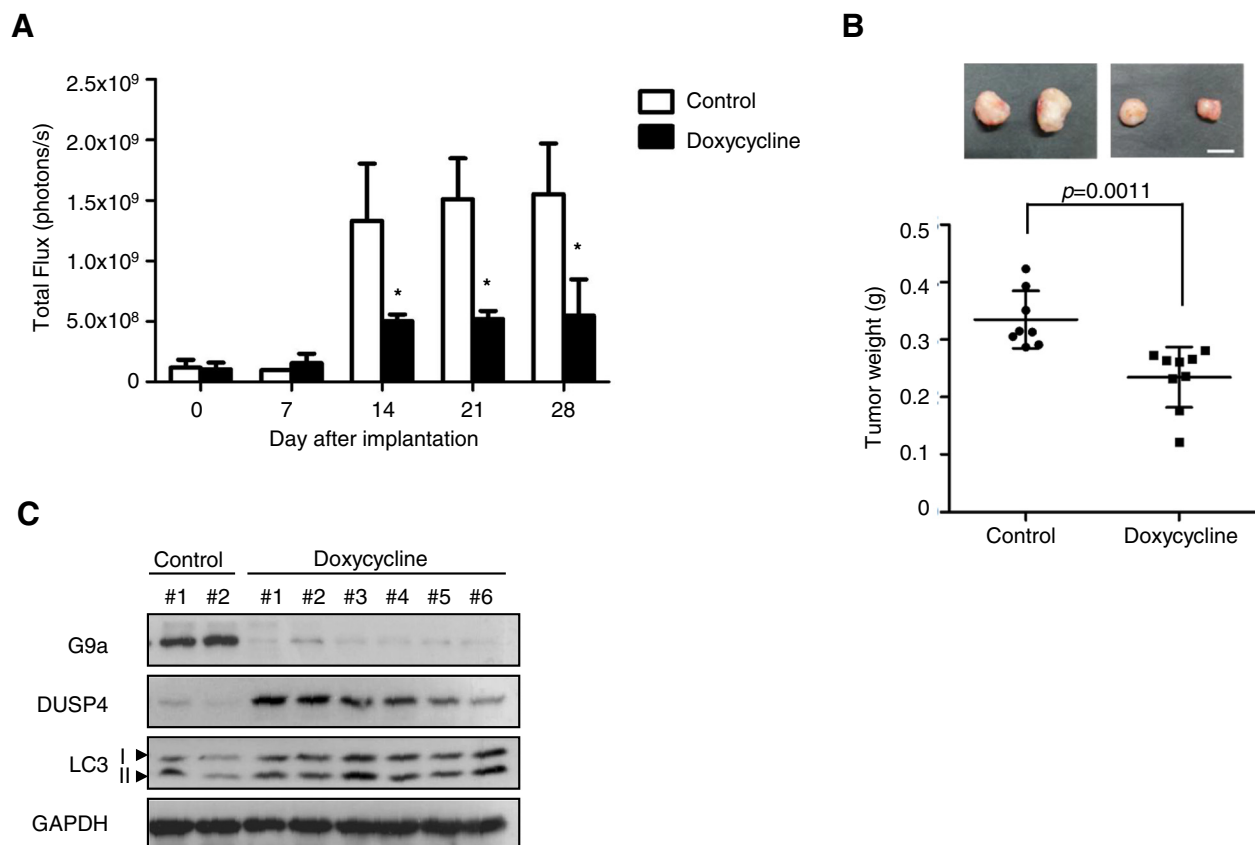 A
2.5x10⁹
2.0x10⁹
1.5x10⁹
1.0x10⁹
5.0x10⁸
0
Total Flux (photons/s)
0 7 14 21 28
Day after implantation
Control
Doxycycline
* * *
B
p=0.0011
0.5
0.4
0.3
0.2
0.1
0
Tumor weight (g)
Control Doxycycline
C
Control Doxycycline
#1 #2 #1 #2 #3 #4 #5 #6
G9a
DUSP4
LC3
I
II
GAPDH